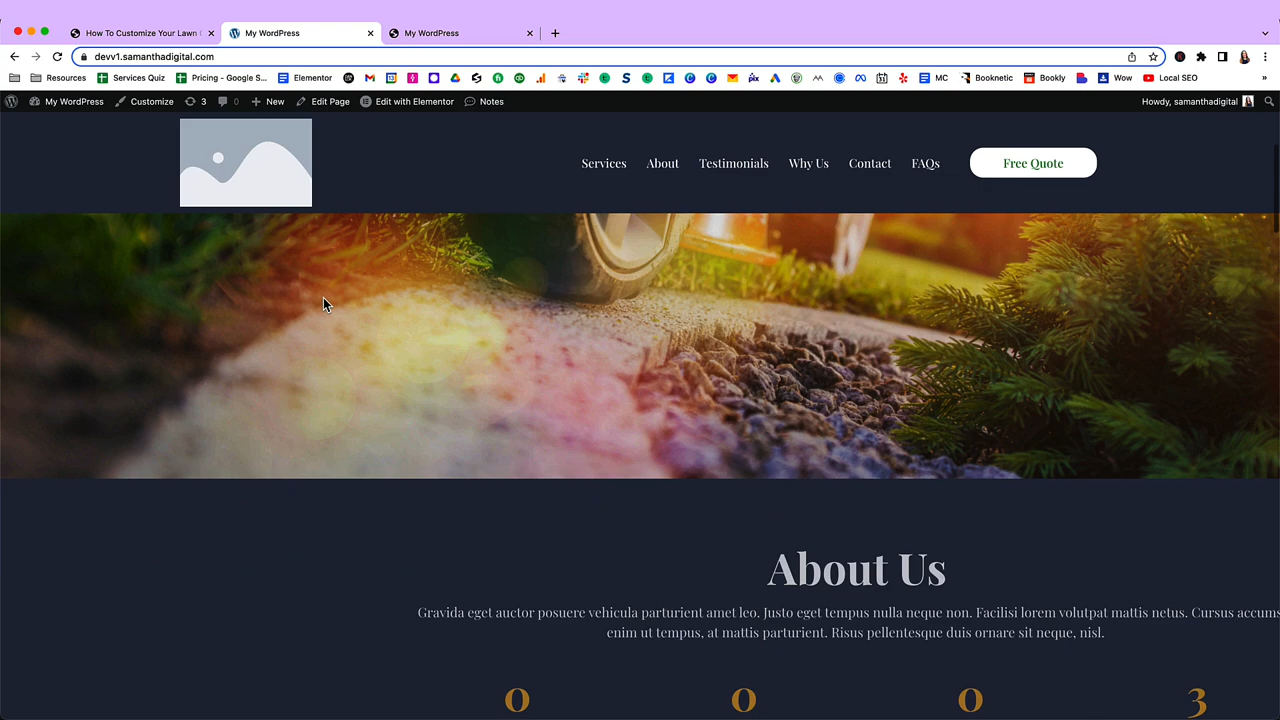 How To Customize Your Lawn
My WordPress
My WordPress
devv1.samanthadigital.com
Resources
Services Quiz
Pricing - Google S...
Elementor
MC
Booknetic
Bookly
Wow
Local SEO
My WordPress
Customize
3
0
New
Edit Page
Edit with Elementor
Notes
Howdy, samanthadigital
Services
About
Testimonials
Why Us
Contact
FAQs
Free Quote
About Us
Gravida eget auctor posuere vehicula parturient amet leo. Justo eget tempus nulla neque non. Facilisi lorem volutpat mattis netus. Cursus accums
enim ut tempus, at mattis parturient. Risus pellentesque duis ornare sit neque, nisl.
0 0 0 3